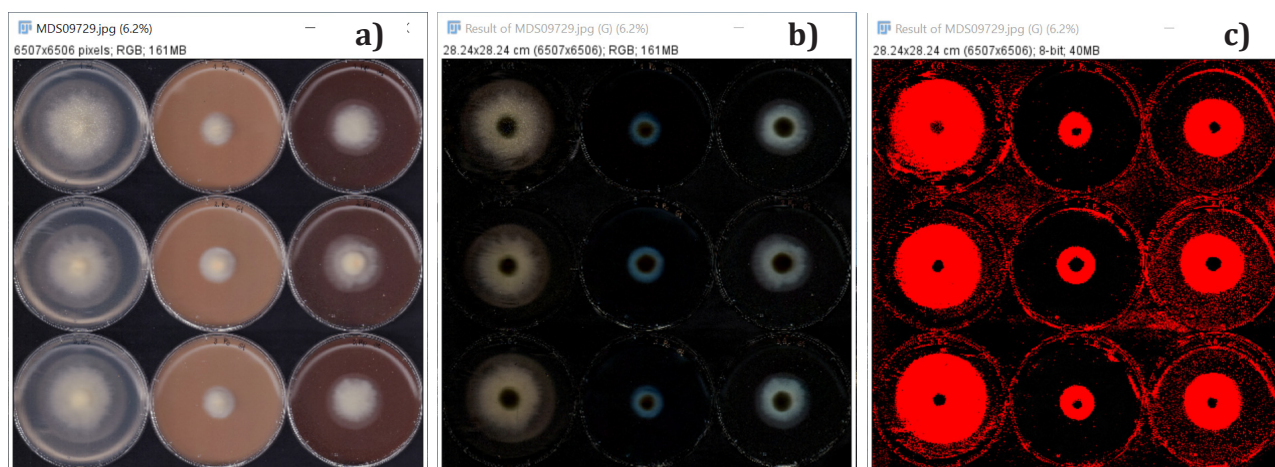 MDS09729.jpg (6.2%)
a)
6507x6506 pixels; RGB; 161MB
Result of MDS09729.jpg (G) (6.2%)
b)
28.24x28.24 cm (6507x6506); RGB; 161MB
Result of MDS09729.jpg (G) (6.2%)
c)
28.24x28.24 cm (6507x6506); 8-bit; 40MB